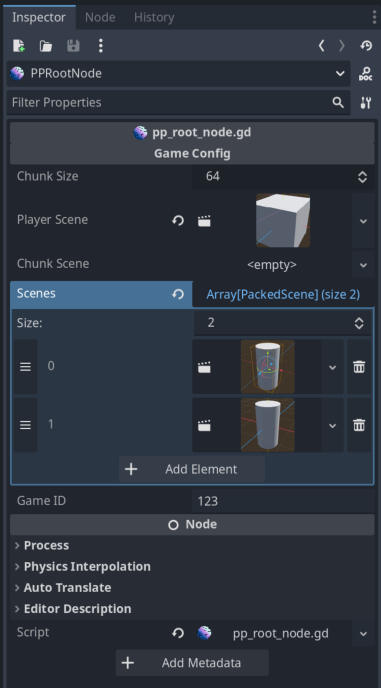 Inspector Node History
PPRootNode
DOC
Filter Properties
pp_root_node.gd
Game Config
Chunk Size 64
Player Scene
Chunk Scene <empty>
Scenes Array[PackedScene] (size 2)
Size: 2
0
1
Add Element
Game ID 123
Node
Process
Physics Interpolation
Auto Translate
Editor Description
Script pp_root_node.gd
Add Metadata